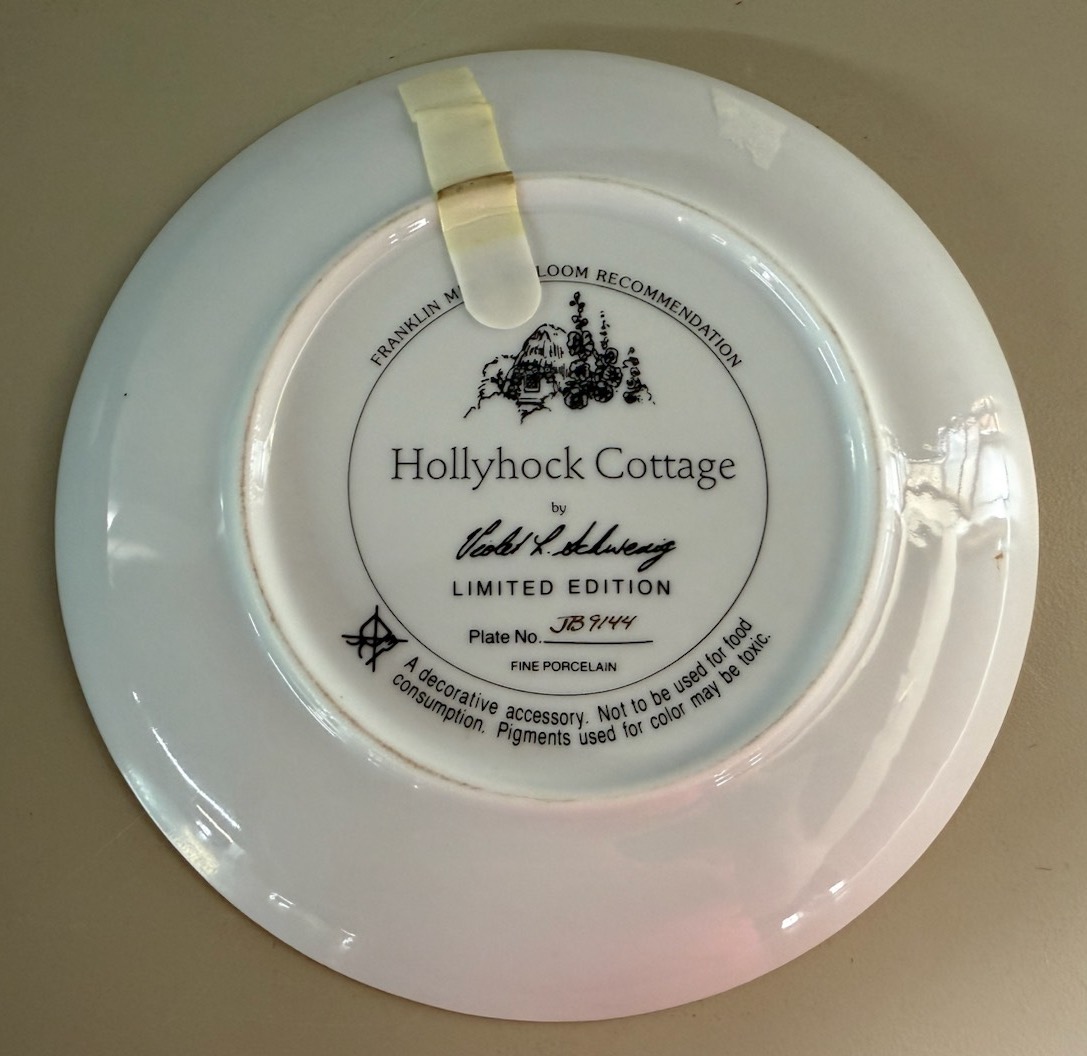 FRANKLIN M LOOM RECOMMENDATION
Hollyhock Cottage
by
Violet L. Schwenig
LIMITED EDITION
Plate No. JB9144
FINE PORCELAIN
A decorative accessory. Not to be used for food
consumption. Pigments used for color may be toxic.